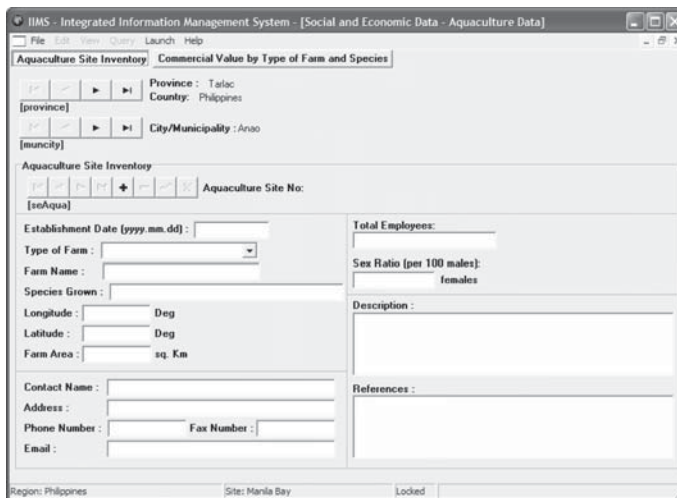 IIMS - Integrated Information Management System - [Social and Economic Data - Aquaculture Data]
File Edit View Query Launch Help
Aquaculture Site Inventory Commercial Value by Type of Farm and Species
Province : Tarlac
Country: Philippines
[province]
City/Municipality : Anao
[muncity]
Aquaculture Site Inventory
Aquaculture Site No:
[seAqua]
Establishment Date (yyyy.mm.dd) :
Type of Farm :
Farm Name :
Species Grown :
Longitude : Deg
Latitude : Deg
Farm Area : sq. Km
Total Employees:
Sex Ratio (per 100 males):
females
Description :
Contact Name :
Address :
Phone Number : Fax Number :
Email :
References :
Region: Philippines Site: Manila Bay Locked